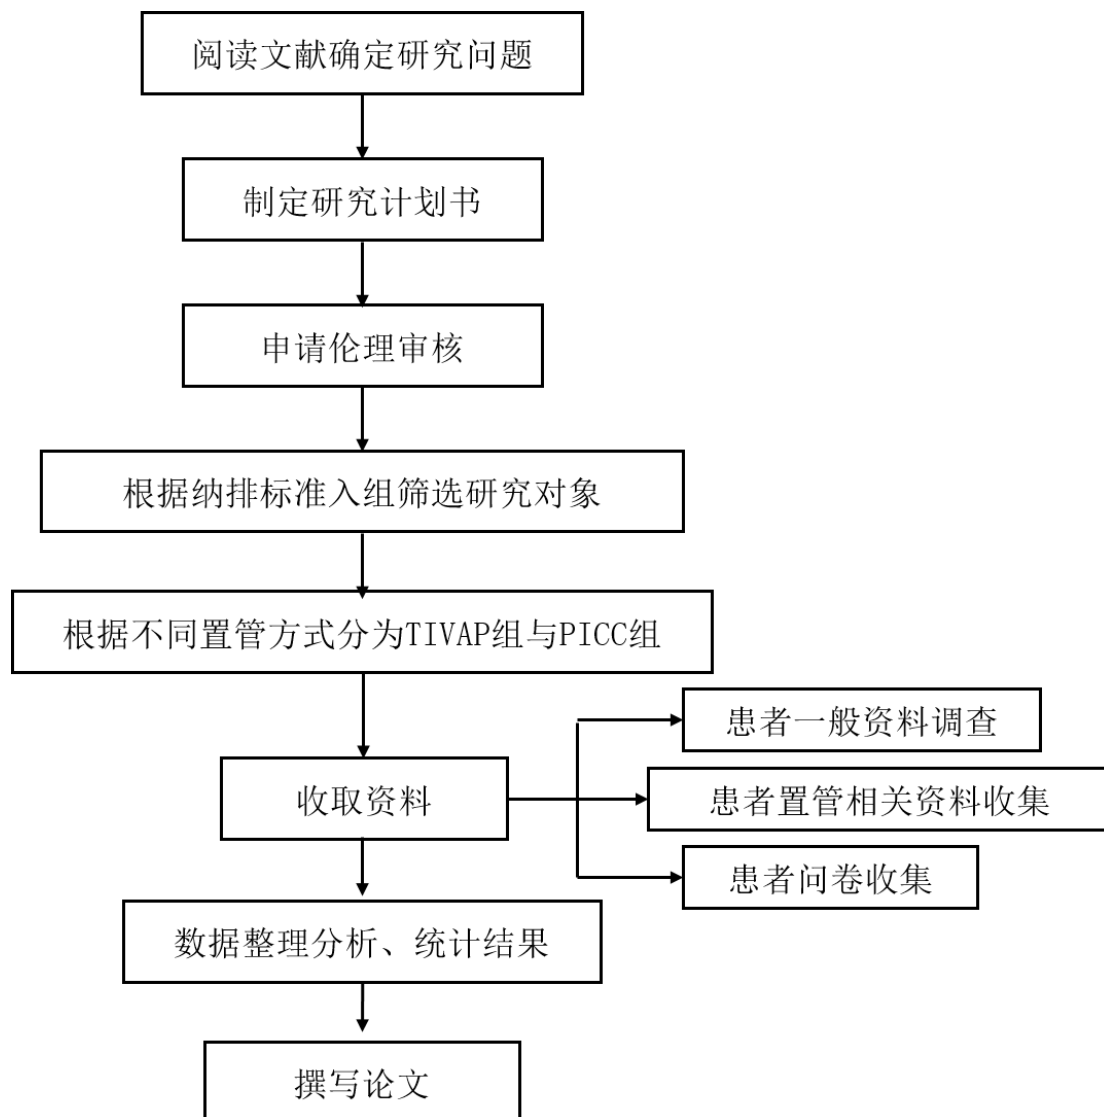 阅读文献确定研究问题
制定研究计划书
申请伦理审核
根据纳排标准入组筛选研究对象
根据不同置管方式分为TIVAP组与PICC组
收取资料
患者一般资料调查
患者置管相关资料收集
患者问卷收集
数据整理分析、统计结果
撰写论文